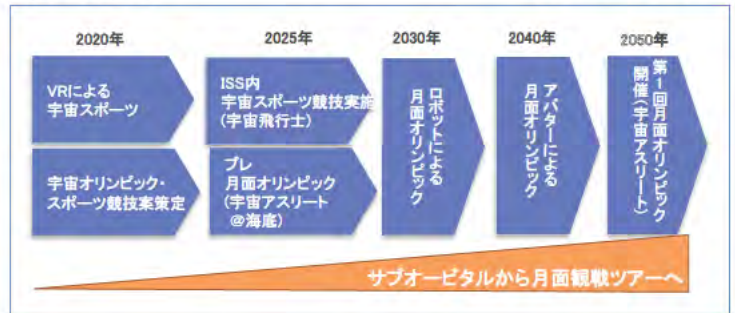 2020年
2025年
2030年
2040年
2050年
VRによる
宇宙スポーツ
ISS内
宇宙スポーツ競技実施
(宇宙飛行士)
ロボットによる
月面オリンピック
アバターによる
月面オリンピック
第1回月面オリンピック
開催(宇宙アスリート)
宇宙オリンピック・
スポーツ競技案策定
プレ
月面オリンピック
(宇宙アスリート
@海底)
サブオービタルから月面観戦ツアーへ